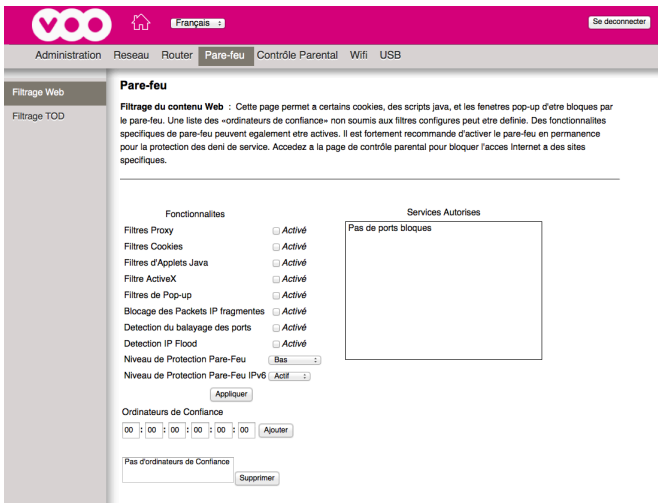 VOO
Français
Se deconnecter
Administration Reseau Router Pare-feu Contrôle Parental Wifi USB
Filtrage Web
Filtrage TOD
Pare-feu
Filtrage du contenu Web : Cette page permet a certains cookies, des scripts java, et les fenetres pop-up d'etre bloques par
le pare-feu. Une liste des «ordinateurs de confiance» non soumis aux filtres configures peut etre definie. Des fonctionnalites
specifiques de pare-feu peuvent egalement etre actives. Il est fortement recommande d'activer le pare-feu en permanence
pour la protection des deni de service. Accedez a la page de contrôle parental pour bloquer l'acces Internet a des sites
specifiques.
Fonctionnalites
Filtres Proxy Activé
Filtres Cookies Activé
Filtres d'Applets Java Activé
Filtre ActiveX Activé
Filtres de Pop-up Activé
Blocage des Packets IP fragmentes Activé
Detection du balayage des ports Activé
Detection IP Flood Activé
Niveau de Protection Pare-Feu Bas
Niveau de Protection Pare-Feu IPv6 Actif
Appliquer
Services Autorises
Pas de ports bloques
Ordinateurs de Confiance
00 : 00 : 00 : 00 : 00 : 00 Ajouter
Pas d'ordinateurs de Confiance
Supprimer